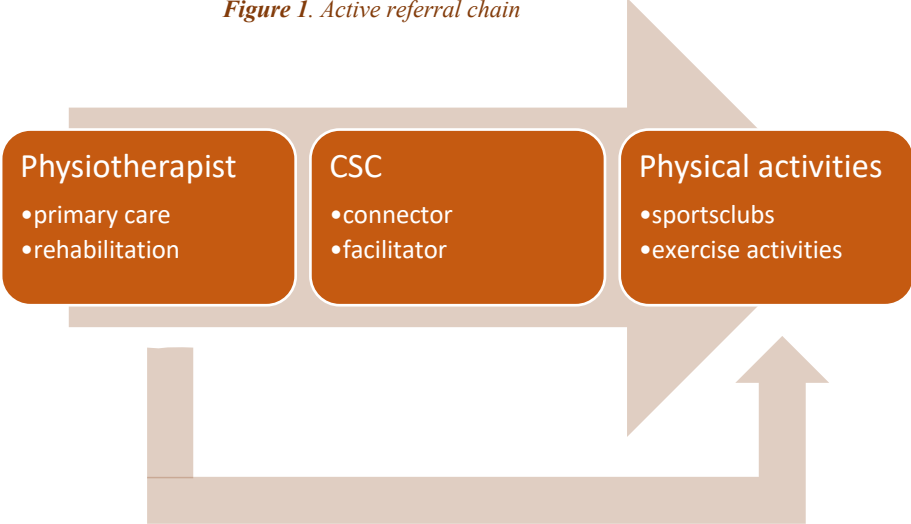 Figure 1. Active referral chain
Physiotherapist
•primary care
•rehabilitation
CSC
•connector
•facilitator
Physical activities
•sportsclubs
•exercise activities